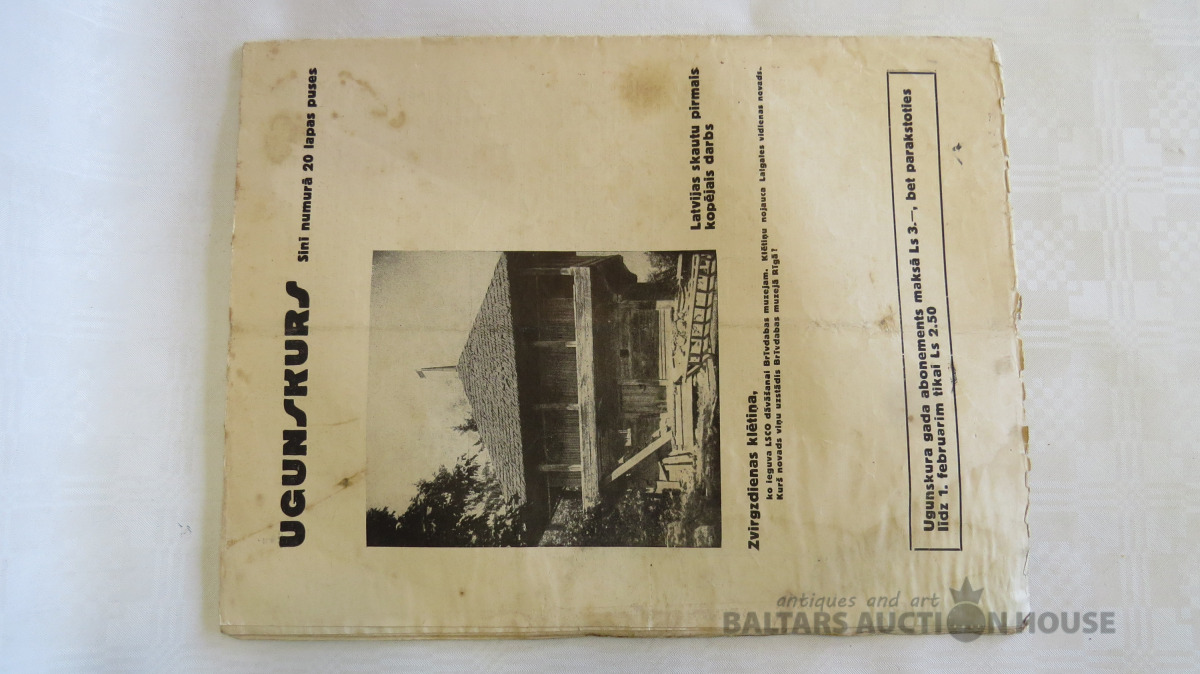 UGUNSKURS
Šinī numurā 20 lapas puses
Latvijas skautu pirmais
kopējais darbs
Zvirgzdienas klētiņa,
ko ieguva LSCO dāvāšanai Brīvdabas muzejam. Klētiņu nojauca Latgales vidienas novads.
Kurš novads viņu uzstādīs Brīvdabas muzejā Rīgā?
Ugunskura gada abonements maksā Ls 3.—, bet parakstoties
līdz 1. februarim tikai Ls 2.50
antiques and art
BALTARS AUCTION HOUSE